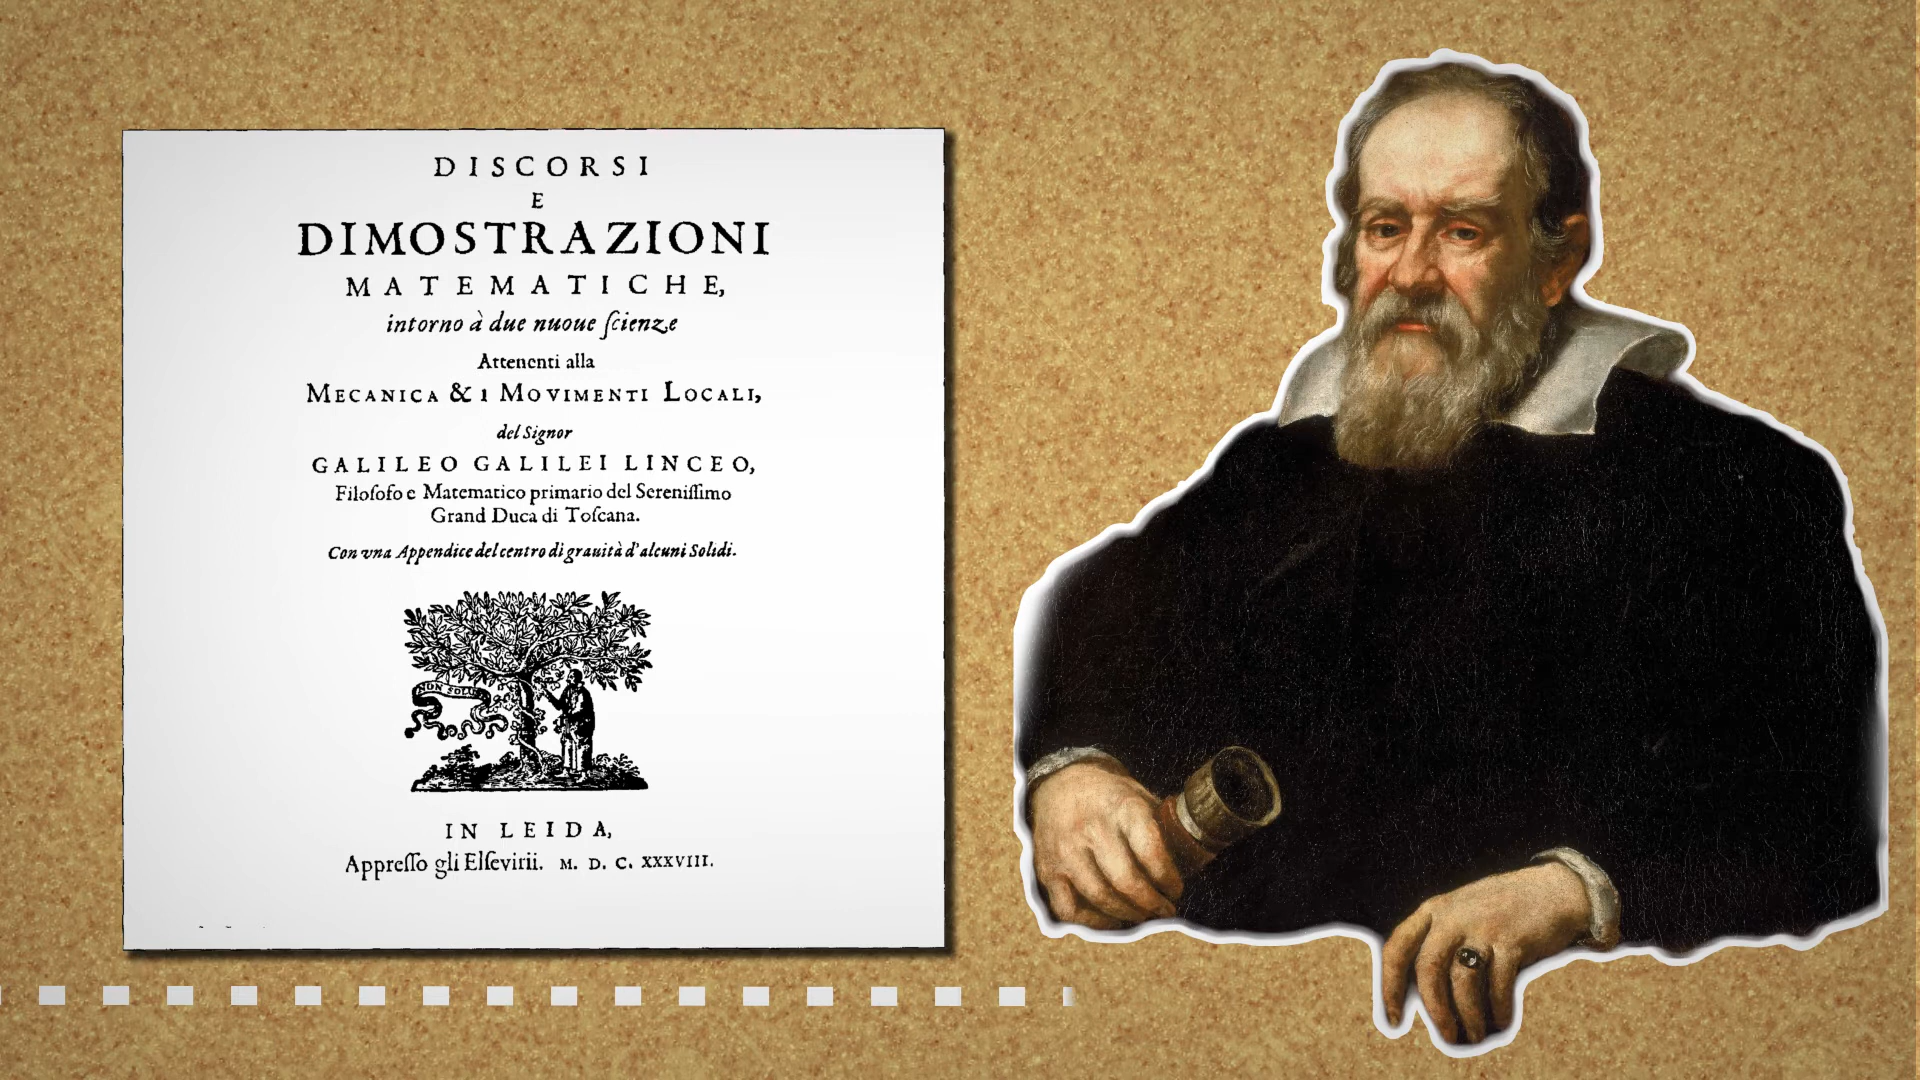 DISCORSI
E
DIMOSTRAZIONI
MATEMATICHE,
intorno à due nuoue ſcienze
Attenenti alla
MECANICA & i MOVIMENTI LOCALI,
del Signor
GALILEO GALILEI LINCEO,
Filoſofo e Matematico primario del Sereniſſimo
Grand Duca di Toſcana.
Con vna Appendice del centro di grauità d'alcuni Solidi.
NON SOLUS
IN LEIDA,
Appreſſo gli Elſevirii. M. D. C. XXXVIII.